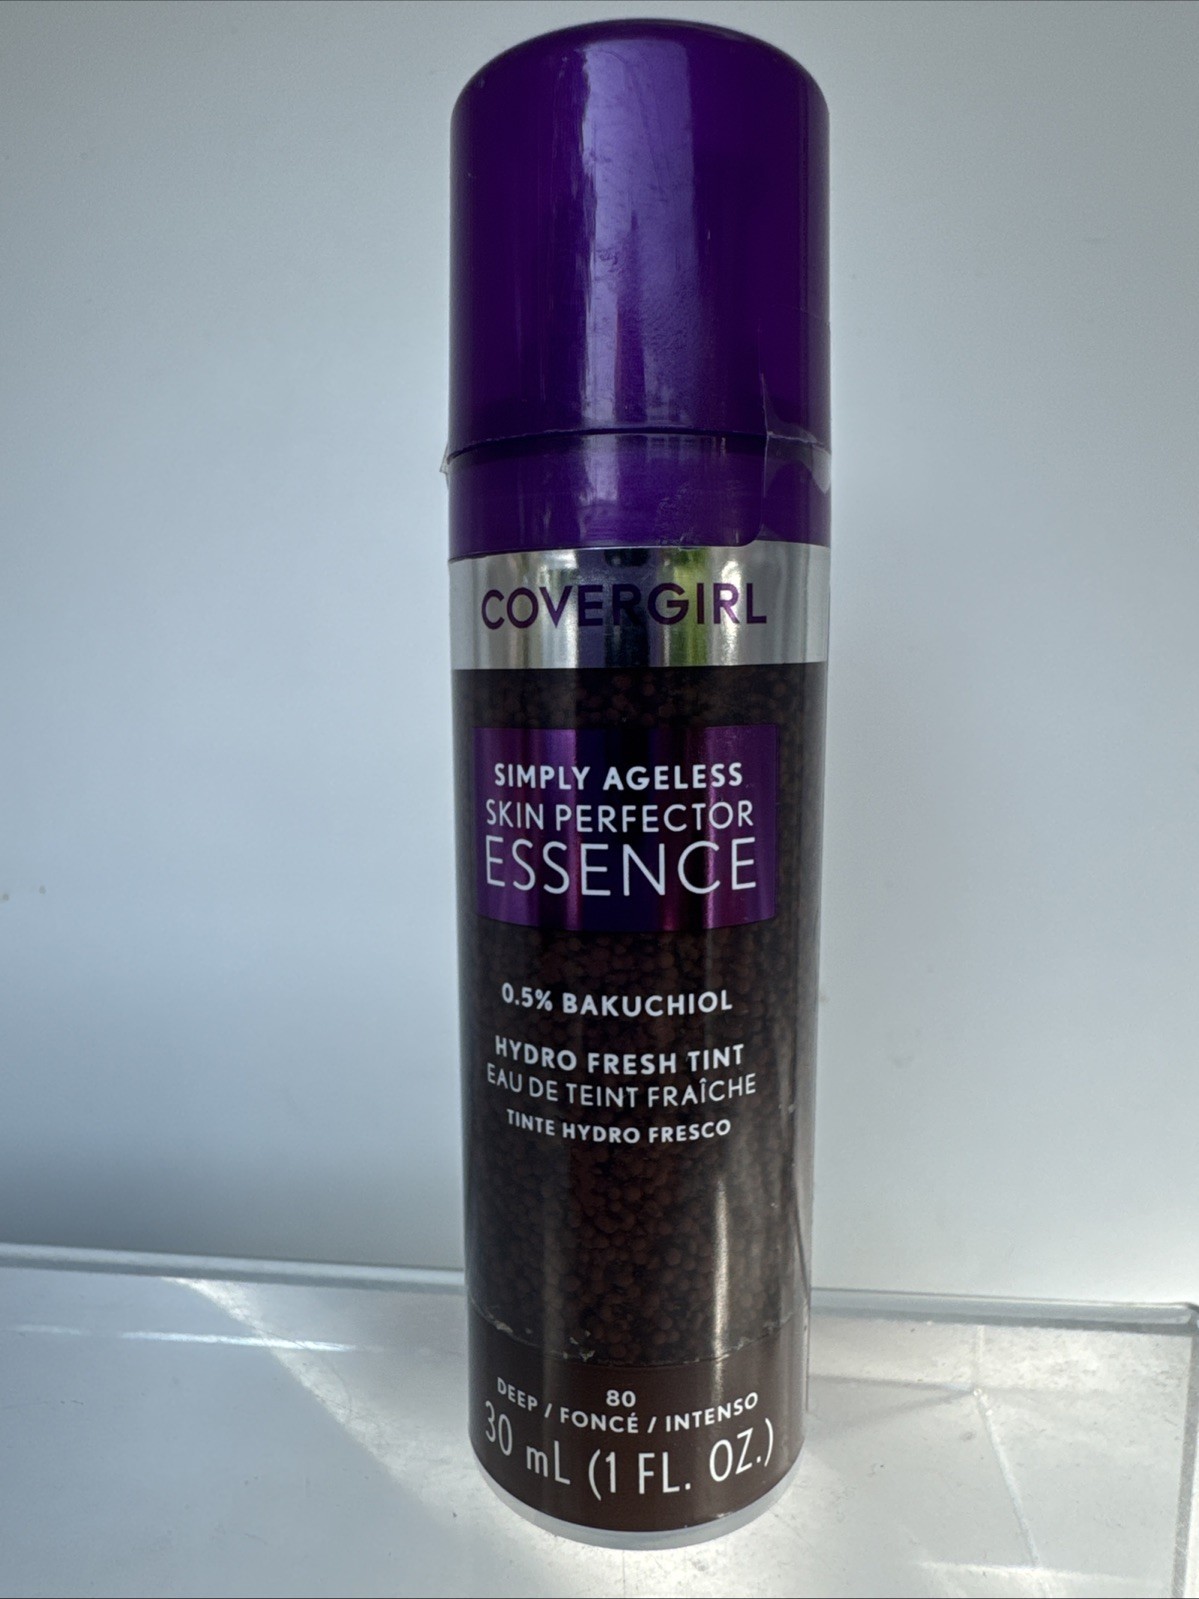 COVERGIRL
SIMPLY AGELESS
SKIN PERFECTOR
ESSENCE
0.5% BAKUCHIOL
HYDRO FRESH TINT
EAU DE TEINT FRAÎCHE
TINTE HYDRO FRESCO
80
DEEP / FONCÉ / INTENSO
30 mL (1 FL. OZ.)